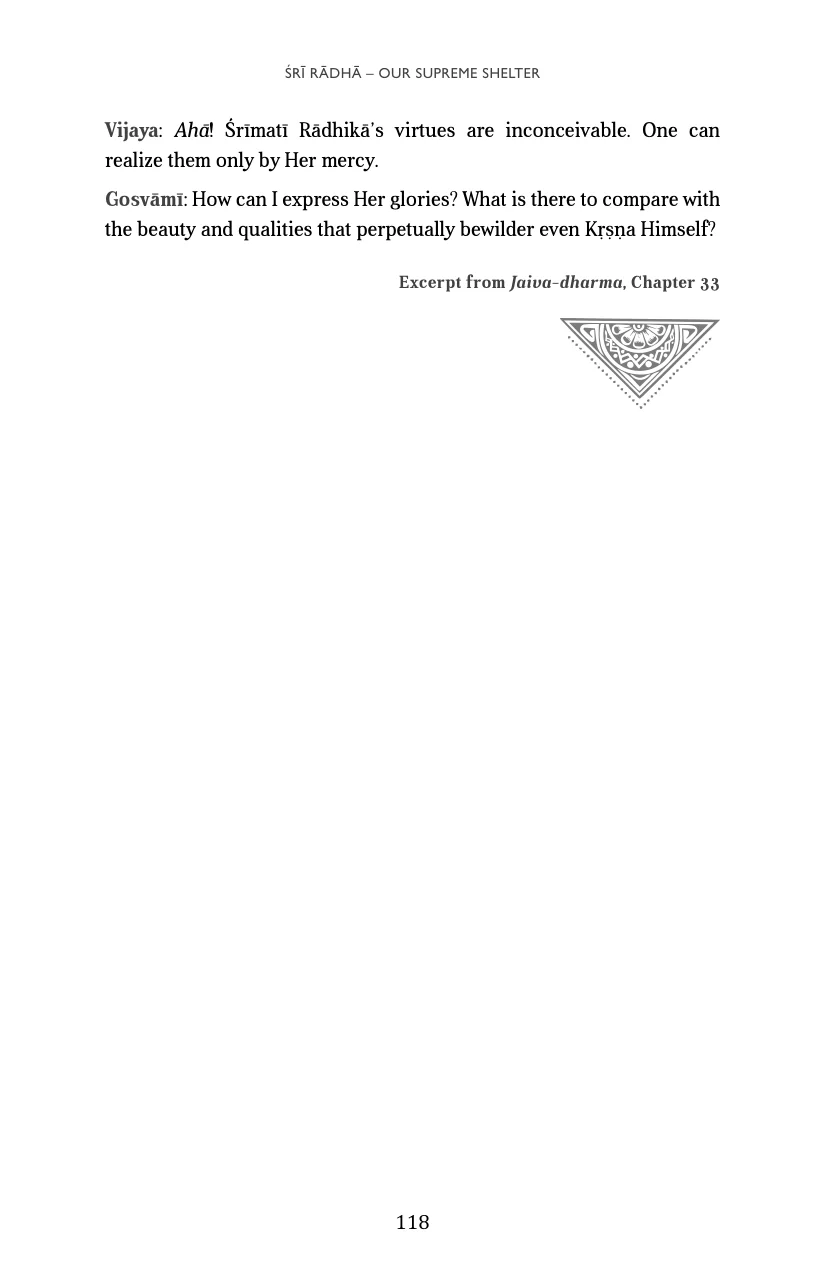 ŚRĪ RĀDHĀ – OUR SUPREME SHELTER
Vijaya: Ahā! Śrīmatī Rādhikā’s virtues are inconceivable. One can
realize them only by Her mercy.
Gosvāmī: How can I express Her glories? What is there to compare with
the beauty and qualities that perpetually bewilder even Kṛṣṇa Himself?
Excerpt from Jaiva-dharma, Chapter 33
118